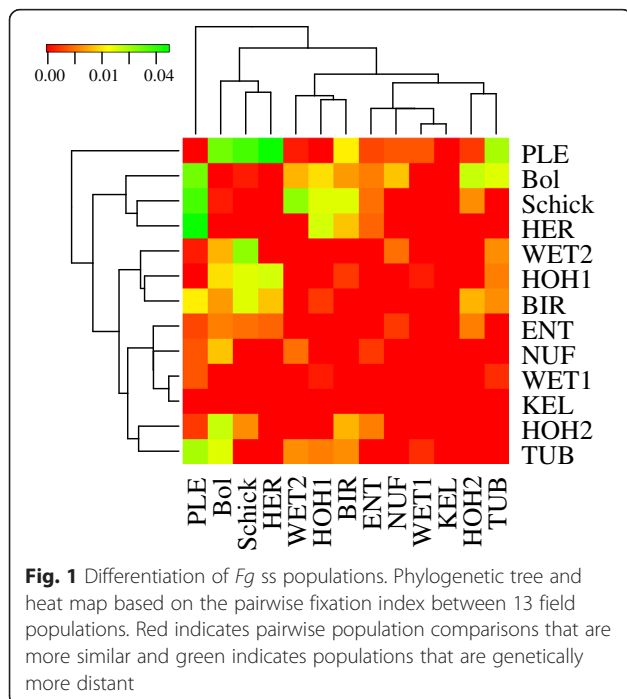 0.00 0.01 0.04
PLE
Bol
Schick
HER
WET2
HOH1
BIR
ENT
NUF
WET1
KEL
HOH2
TUB
PLE Bol Schick HER WET2 HOH1 BIR ENT NUF WET1 KEL HOH2 TUB
Fig. 1 Differentiation of Fg ss populations. Phylogenetic tree and
heat map based on the pairwise fixation index between 13 field
populations. Red indicates pairwise population comparisons that are
more similar and green indicates populations that are genetically
more distant